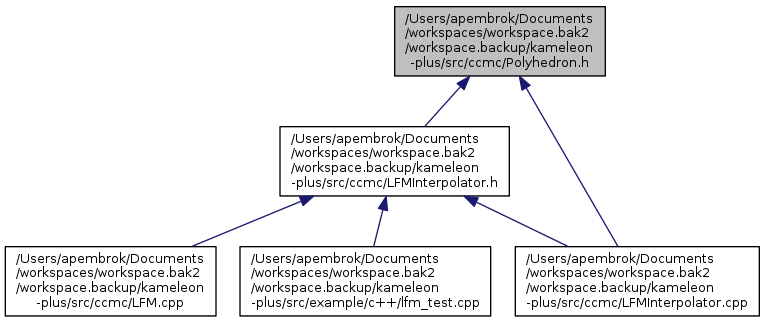 /Users/apembrok/Documents
/workspaces/workspace.bak2
/workspace.backup/kameleon
-plus/src/ccmc/Polyhedron.h
/Users/apembrok/Documents
/workspaces/workspace.bak2
/workspace.backup/kameleon
-plus/src/ccmc/LFMInterpolator.h
/Users/apembrok/Documents
/workspaces/workspace.bak2
/workspace.backup/kameleon
-plus/src/ccmc/LFM.cpp
/Users/apembrok/Documents
/workspaces/workspace.bak2
/workspace.backup/kameleon
-plus/src/example/c++/lfm_test.cpp
/Users/apembrok/Documents
/workspaces/workspace.bak2
/workspace.backup/kameleon
-plus/src/ccmc/LFMInterpolator.cpp